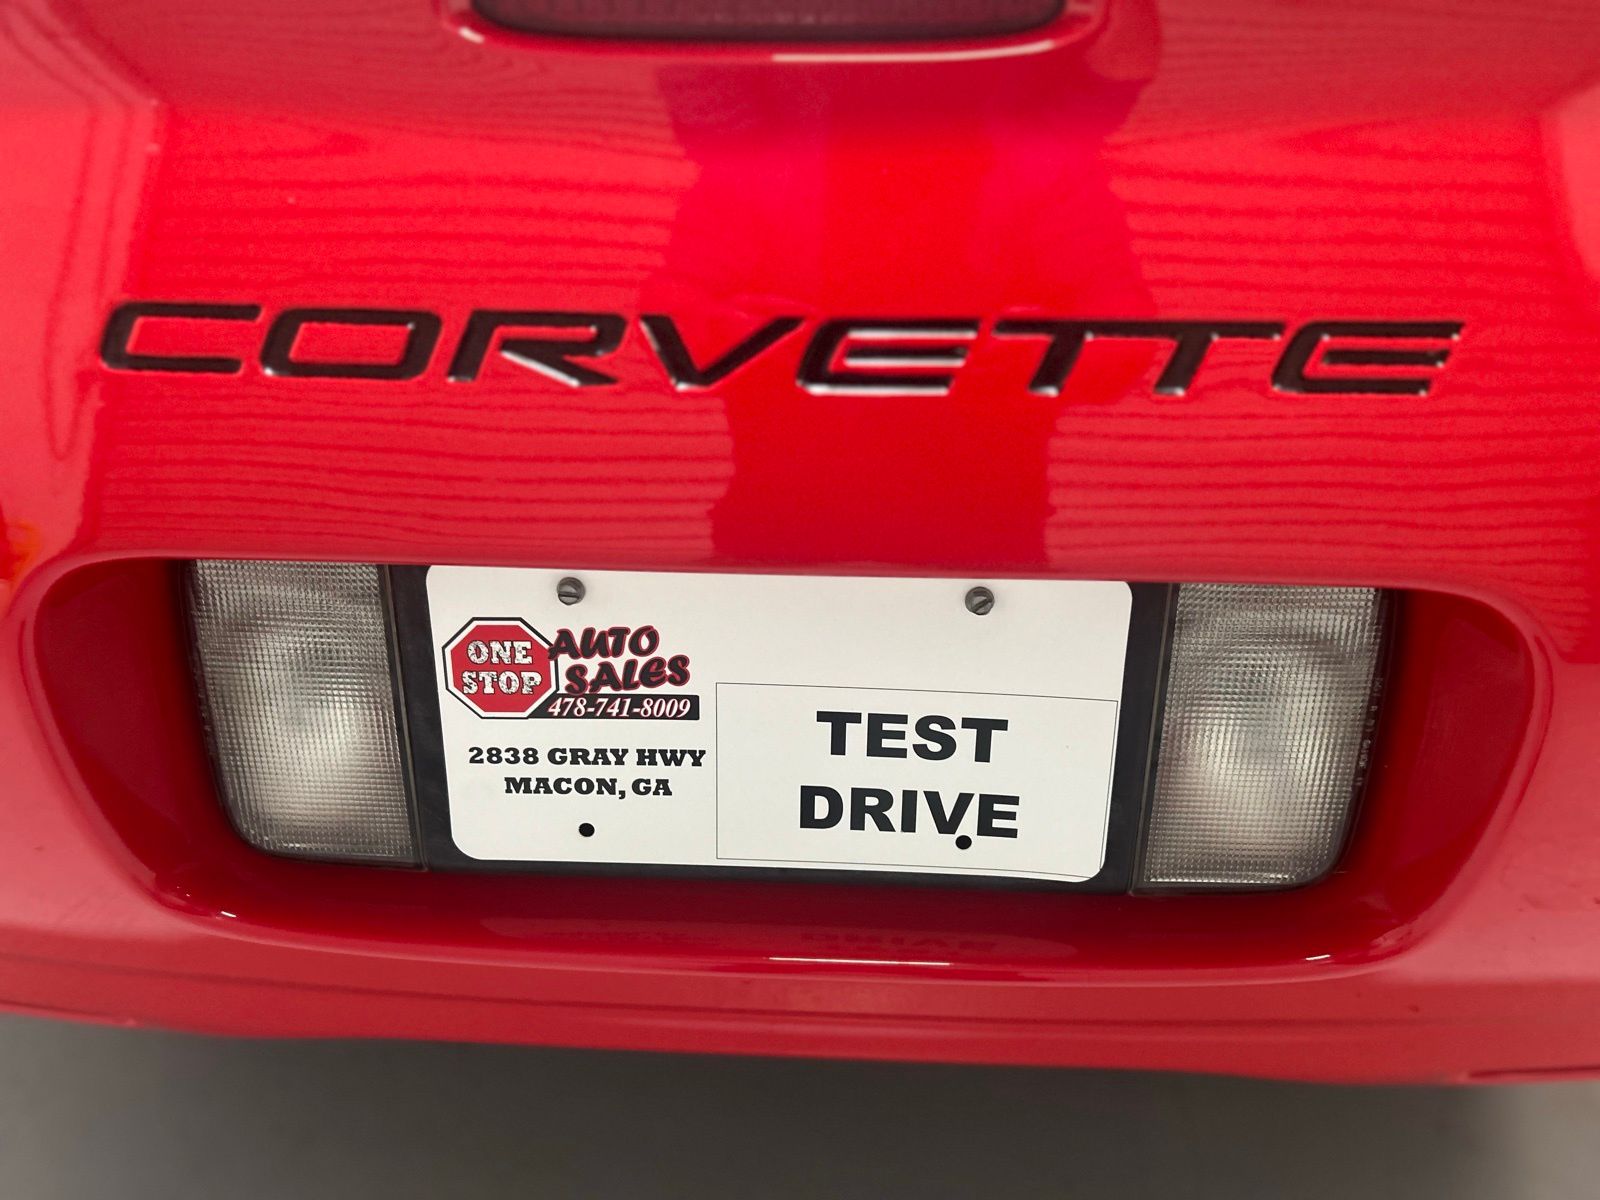 CORVETTE
ONE STOP
AUTO SALES
478-741-8009
2838 GRAY HWY
MACON, GA
TEST
DRIVE